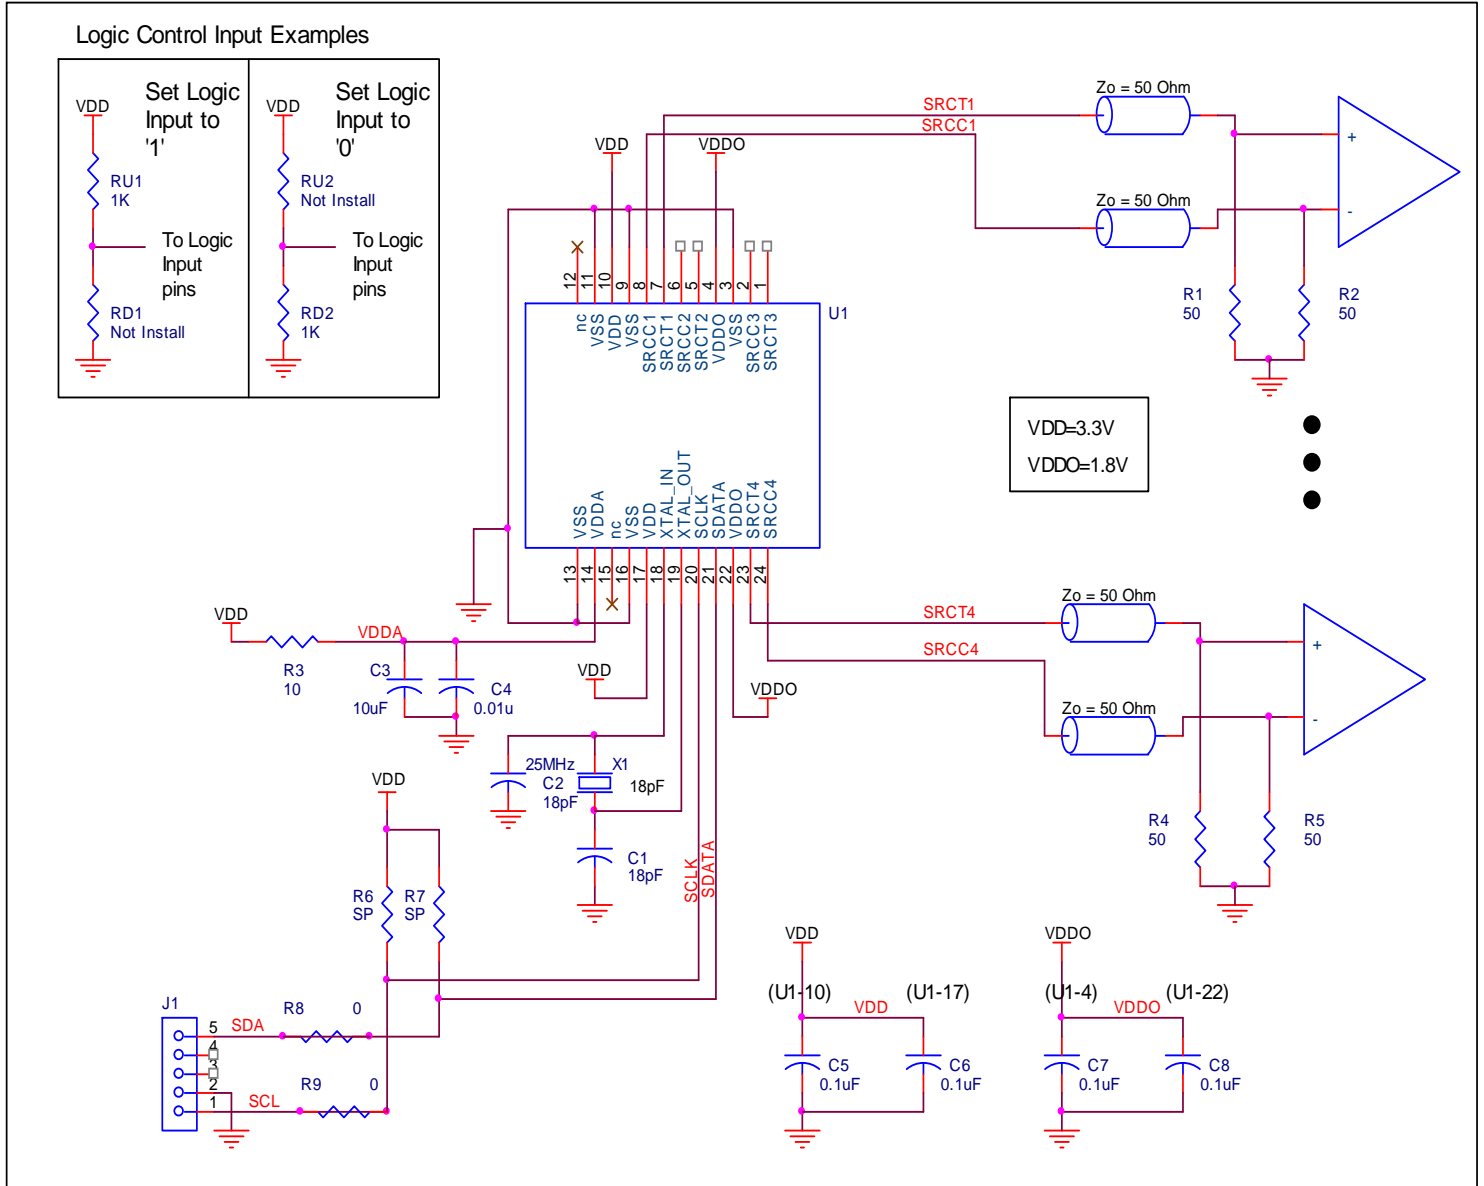 Logic Control Input Examples
Set Logic
Input to
'1'
VDD
RU1
1K
To Logic
Input
pins
RD1
Not Install
Set Logic
Input to
'0'
VDD
RU2
Not Install
To Logic
Input
pins
RD2
1K
VDD
VDDO
SRCT1
SRCC1
Zo = 50 Ohm
Zo = 50 Ohm
+
-
R1
50
R2
50
12 11 10 9 8 7 6 5 4 3 2 1
U1
nc VSS VDD VSS SRCC1 SRCT1 SRCC2 SRCT2 VDDO VSS SRCC3 SRCT3
VSS VDDA nc VSS VDD XTAL_IN XTAL_OUT SCLK SDATA VDDO SRCT4 SRCC4
13 14 15 16 17 18 19 20 21 22 23 24
VDD=3.3V
VDDO=1.8V
VDD
VDDA
R3
10
C3
10uF
C4
0.01u
VDD
VDDO
SRCT4
SRCC4
Zo = 50 Ohm
Zo = 50 Ohm
+
-
R4
50
R5
50
25MHz
X1
C2
18pF
18pF
C1
18pF
SCLK
SDATA
VDD
R6
SP
R7
SP
J1
5
4
3
2
1
SDA
R8
0
SCL
R9
0
VDD
(U1-10)
(U1-17)
VDD
C5
0.1uF
C6
0.1uF
VDDO
(U1-4)
(U1-22)
VDDO
C7
0.1uF
C8
0.1uF